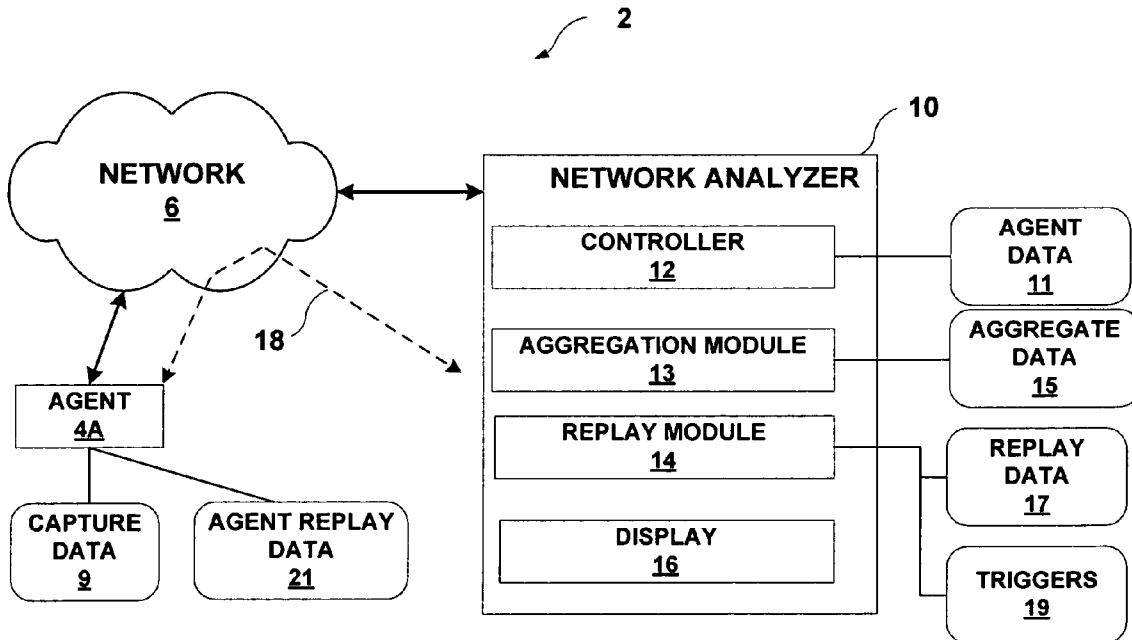 2
10
NETWORK
6
NETWORK ANALYZER
CONTROLLER
12
AGENT
DATA
11
18
AGGREGATION MODULE
13
AGGREGATE
DATA
15
AGENT
4A
REPLAY MODULE
14
REPLAY
DATA
17
CAPTURE
DATA
9
AGENT REPLAY
DATA
21
DISPLAY
16
TRIGGERS
19